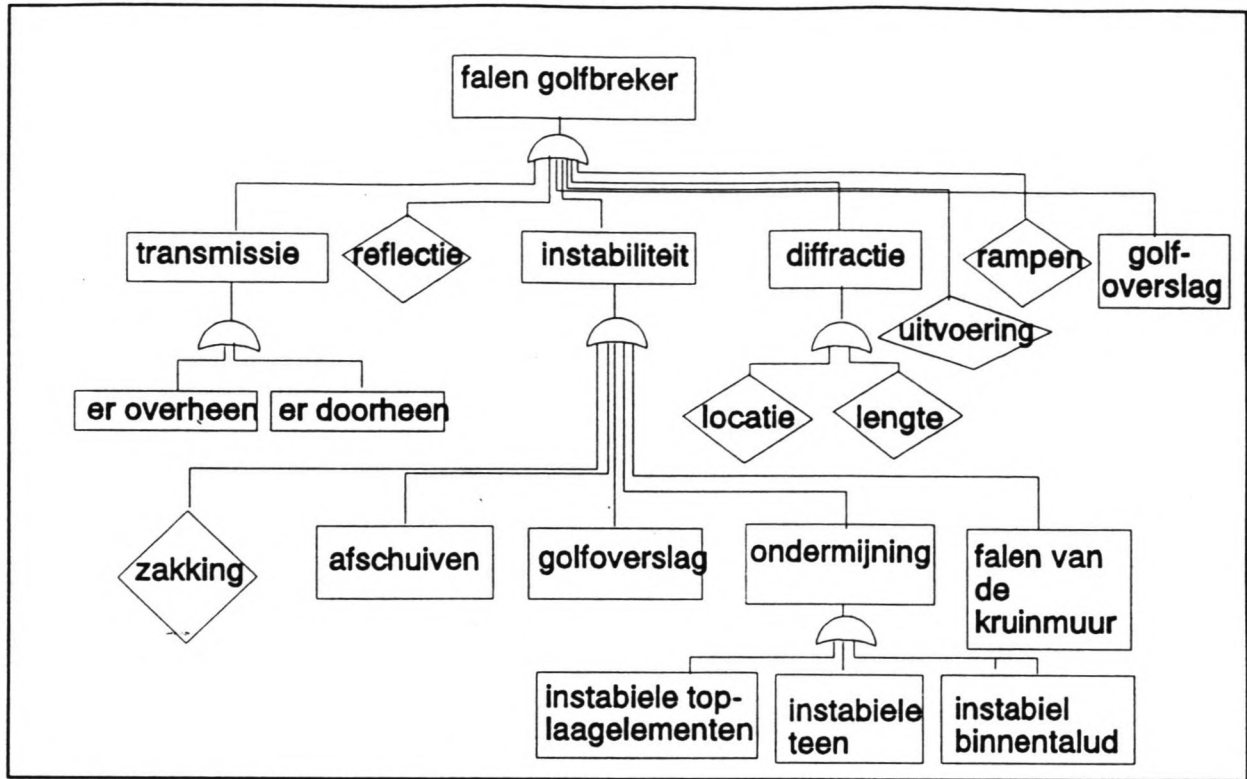 falen golfbreker
transmissie
reflectie
instabiliteit
diffractie
rampen
golf-
overslag
uitvoering
er overheen
er doorheen
locatie
lengte
zakking
afschuiven
golfoverslag
ondermijning
falen van
de
kruinmuur
instabiele top-
laagelementen
instabiele
teen
instabiel
binnentalud